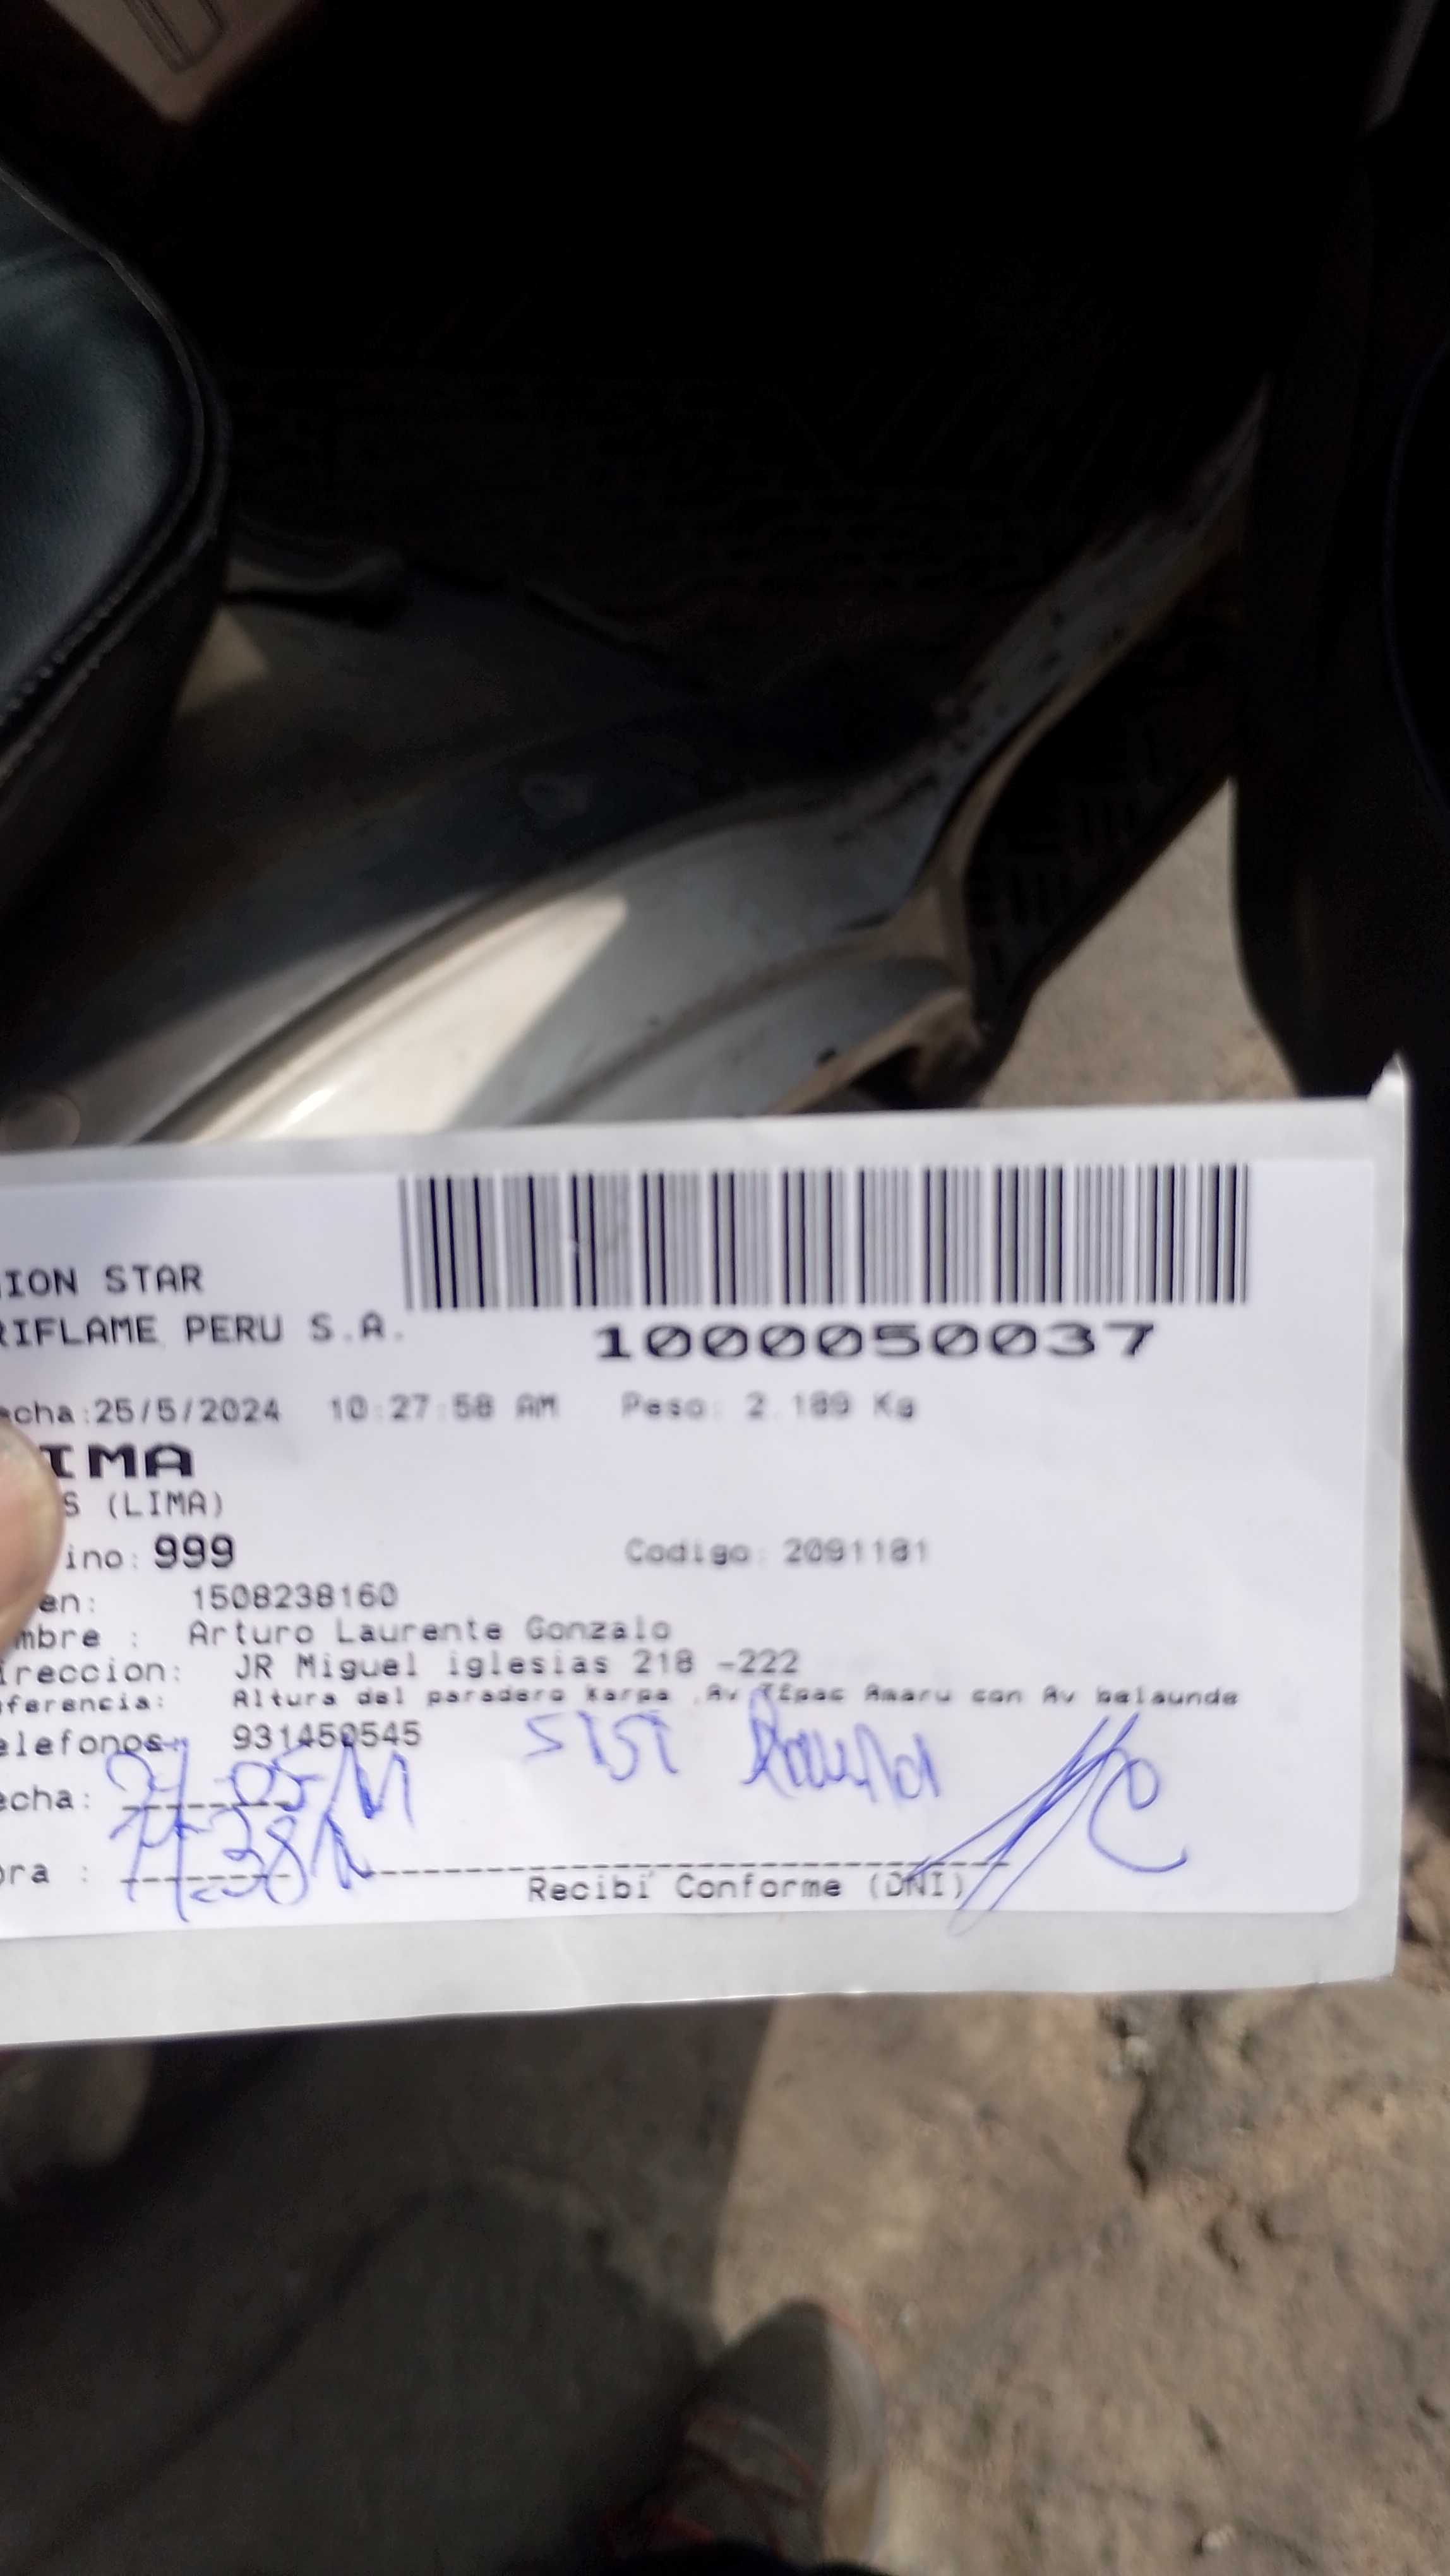 ION STAR
RIFLAME PERU S.A.
1000050037
echa:25/5/2024 10:27:58 AM Peso: 2.189 Kg
IMA
S (LIMA)
ino: 999 Codigo: 2091181
en: 1508238160
mbre : Arturo Laurente Gonzalo
ireccion: JR Miguel iglesias 218 -222
ferencia: Altura del paradero Karpa ,Av Amaru con Av belaunde
elefonos: 931450545
echa:
ora :
Recibí Conforme (DNI)